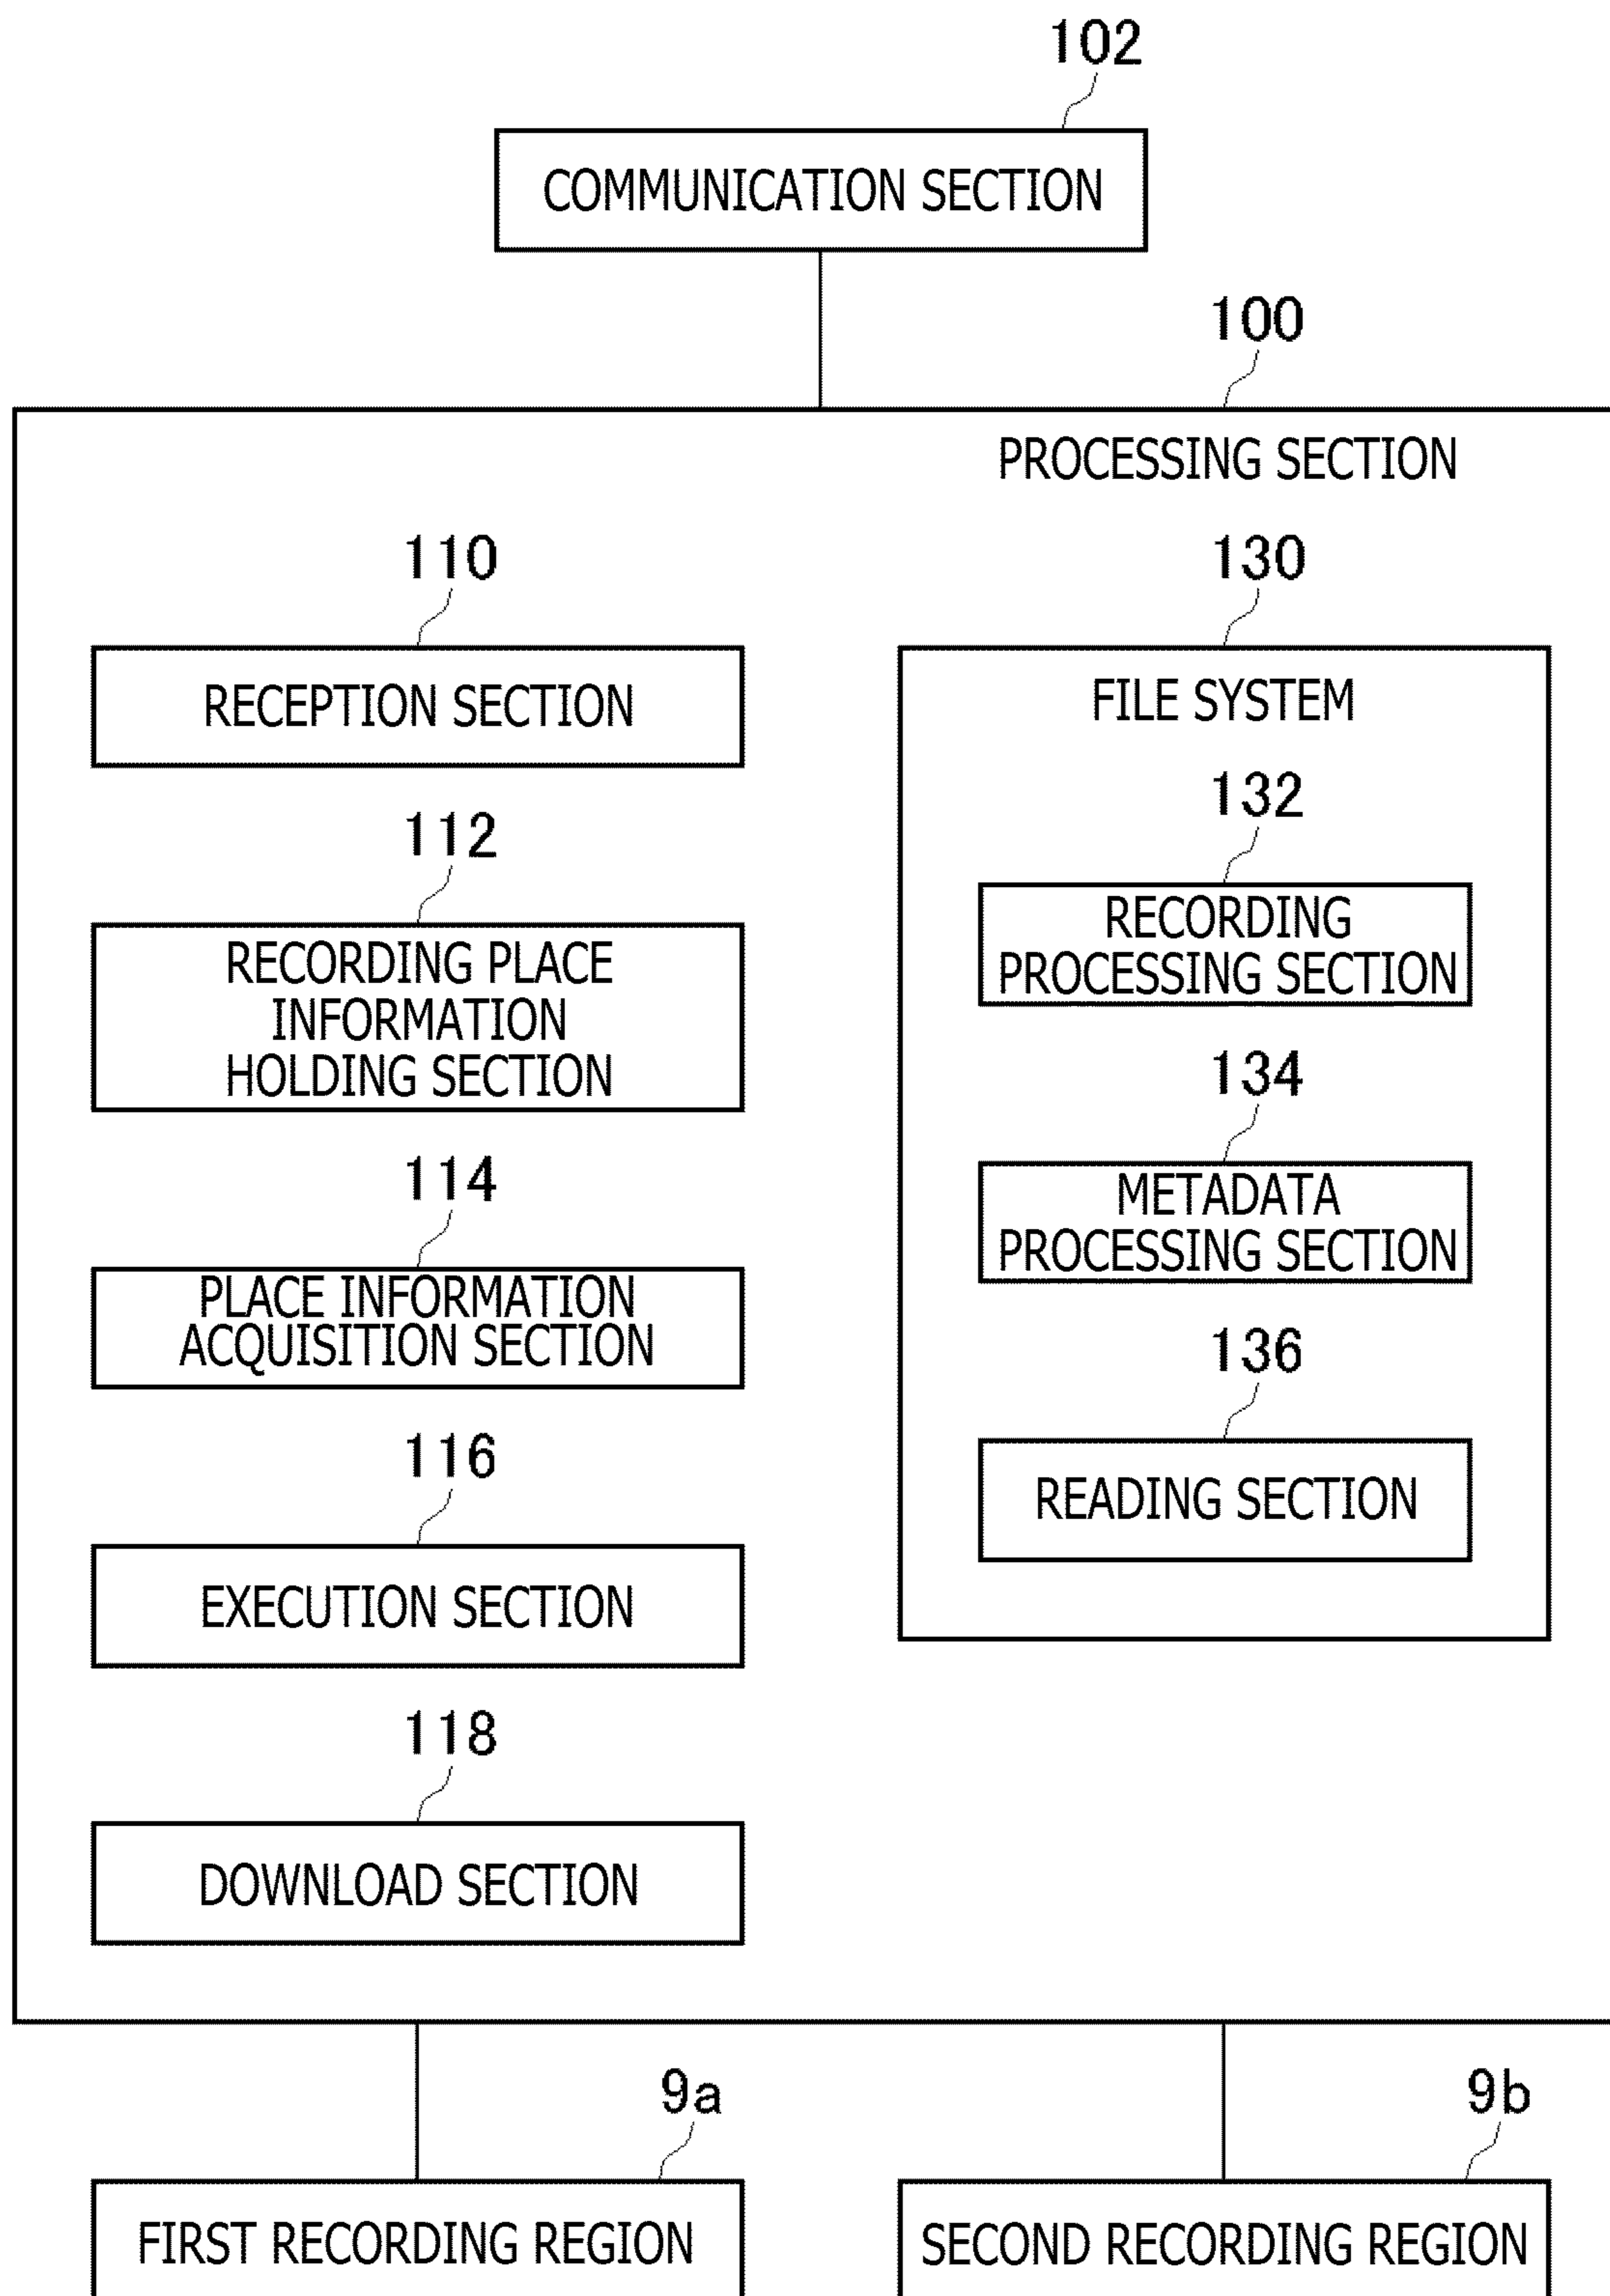 102
COMMUNICATION SECTION
100
PROCESSING SECTION
110
RECEPTION SECTION
112
RECORDING PLACE
INFORMATION
HOLDING SECTION
114
PLACE INFORMATION
ACQUISITION SECTION
116
EXECUTION SECTION
118
DOWNLOAD SECTION
130
FILE SYSTEM
132
RECORDING
PROCESSING SECTION
134
METADATA
PROCESSING SECTION
136
READING SECTION
9a
FIRST RECORDING REGION
9b
SECOND RECORDING REGION